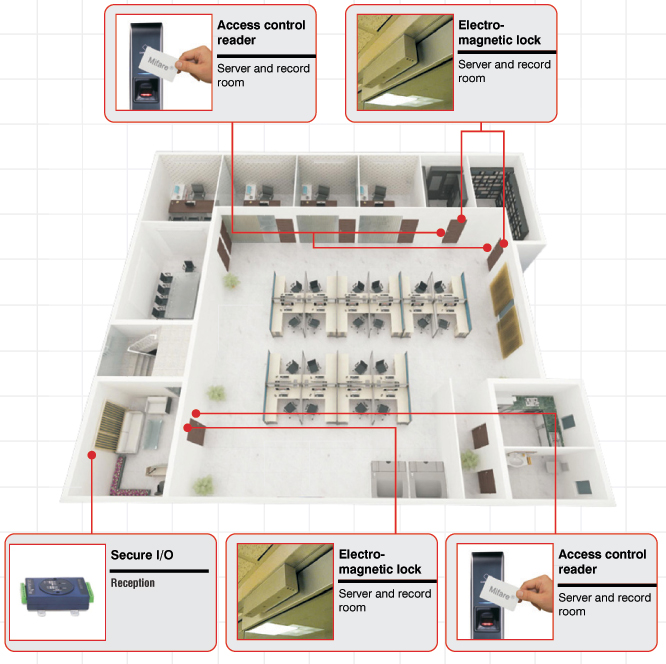 Access control
reader
Server and record
room
Mifare
Electro-
magnetic lock
Server and record
room
Secure I/O
Reception
Electro-
magnetic lock
Server and record
room
Access control
reader
Server and record
room
Mifare